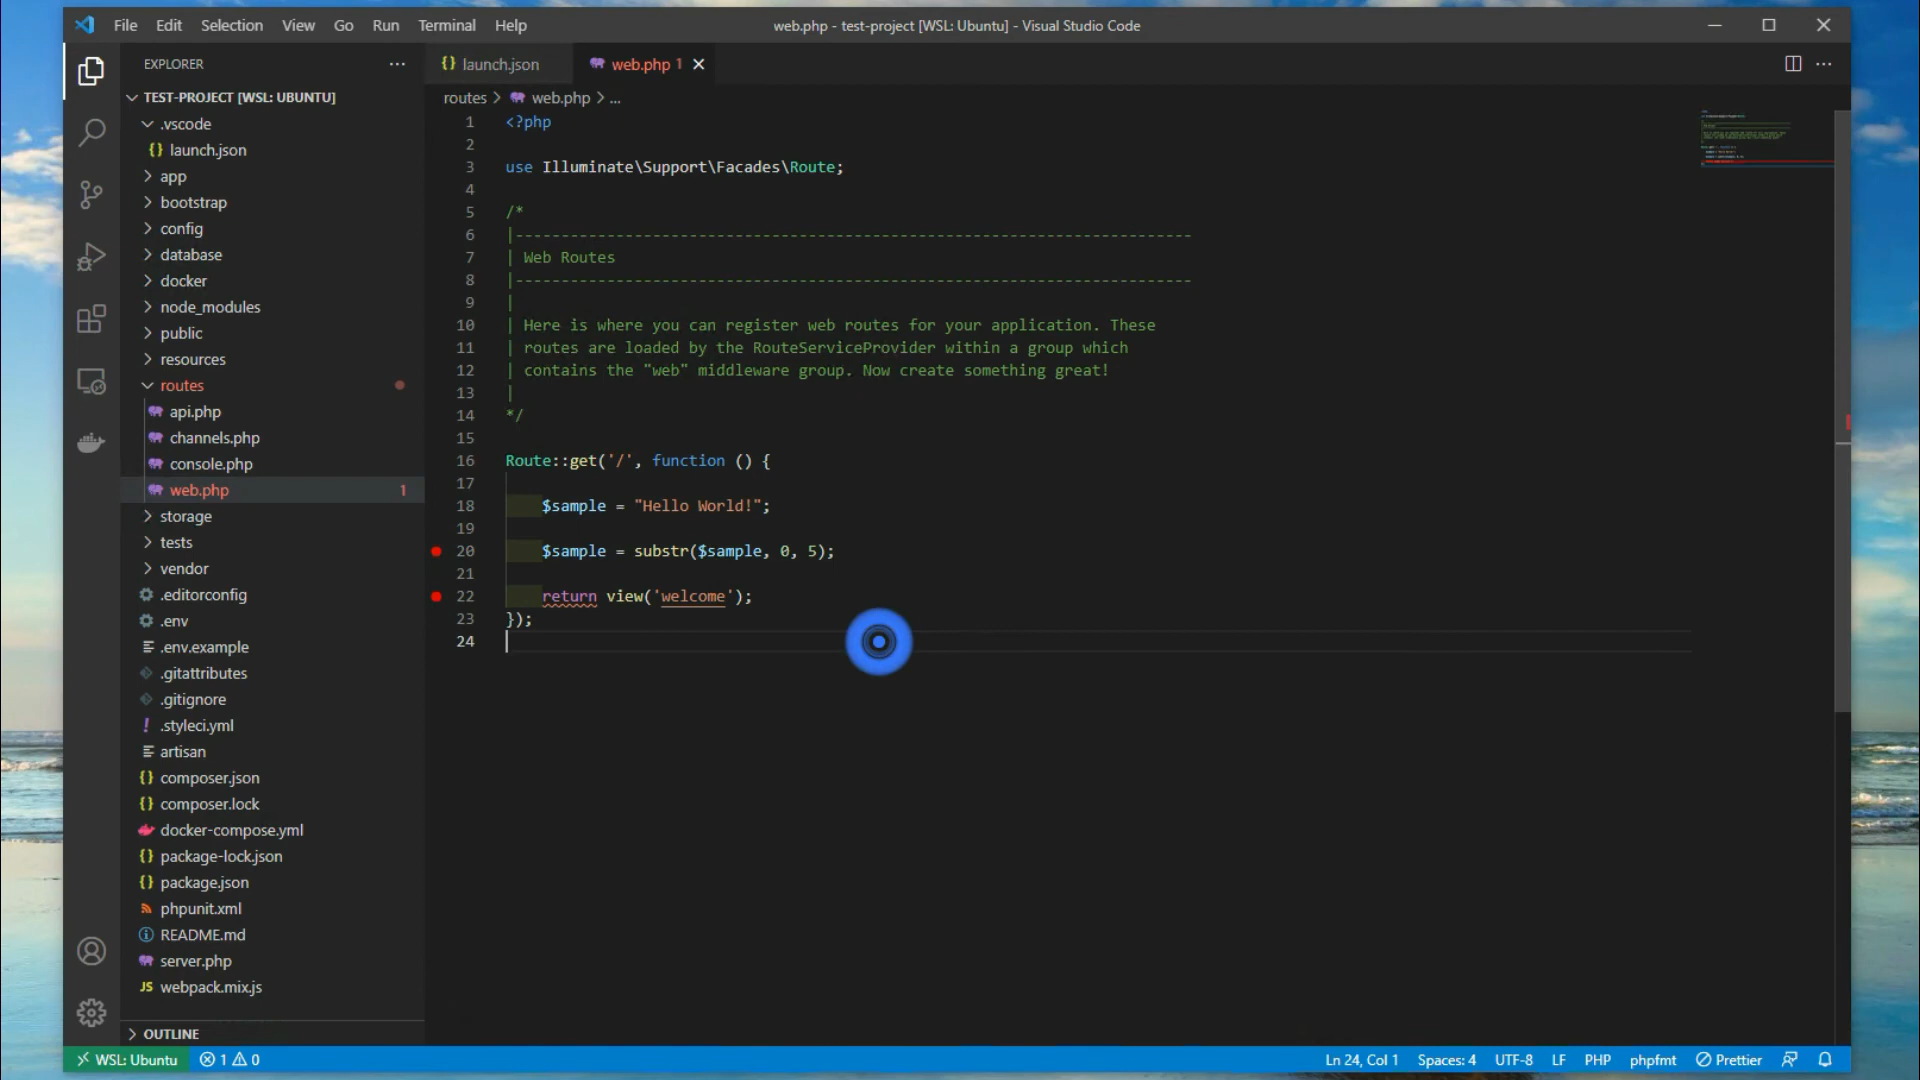 File Edit Selection View Go Run Terminal Help
web.php - test-project [WSL: Ubuntu] - Visual Studio Code
EXPLORER
TEST-PROJECT [WSL: UBUNTU]
.vscode
launch.json
app
bootstrap
config
database
docker
node_modules
public
resources
routes
api.php
channels.php
console.php
web.php 1
storage
tests
vendor
.editorconfig
.env
.env.example
.gitattributes
.gitignore
.styleci.yml
artisan
composer.json
composer.lock
docker-compose.yml
package-lock.json
package.json
phpunit.xml
README.md
server.php
JS webpack.mix.js
OUTLINE
{} launch.json
web.php 1
routes > web.php > ...
1 <?php
2
3 use Illuminate\Support\Facades\Route;
4
5 /*
6 |--------------------------------------------------------------------------
7 | Web Routes
8 |--------------------------------------------------------------------------
9 |
10 | Here is where you can register web routes for your application. These
11 | routes are loaded by the RouteServiceProvider within a group which
12 | contains the "web" middleware group. Now create something great!
13 |
14 */
15
16 Route::get('/', function () {
17
18 $sample = "Hello World!";
19
20 $sample = substr($sample, 0, 5);
21
22 return view('welcome');
23 });
24
WSL: Ubuntu 1 0
Ln 24, Col 1 Spaces: 4 UTF-8 LF PHP phpfmt Prettier